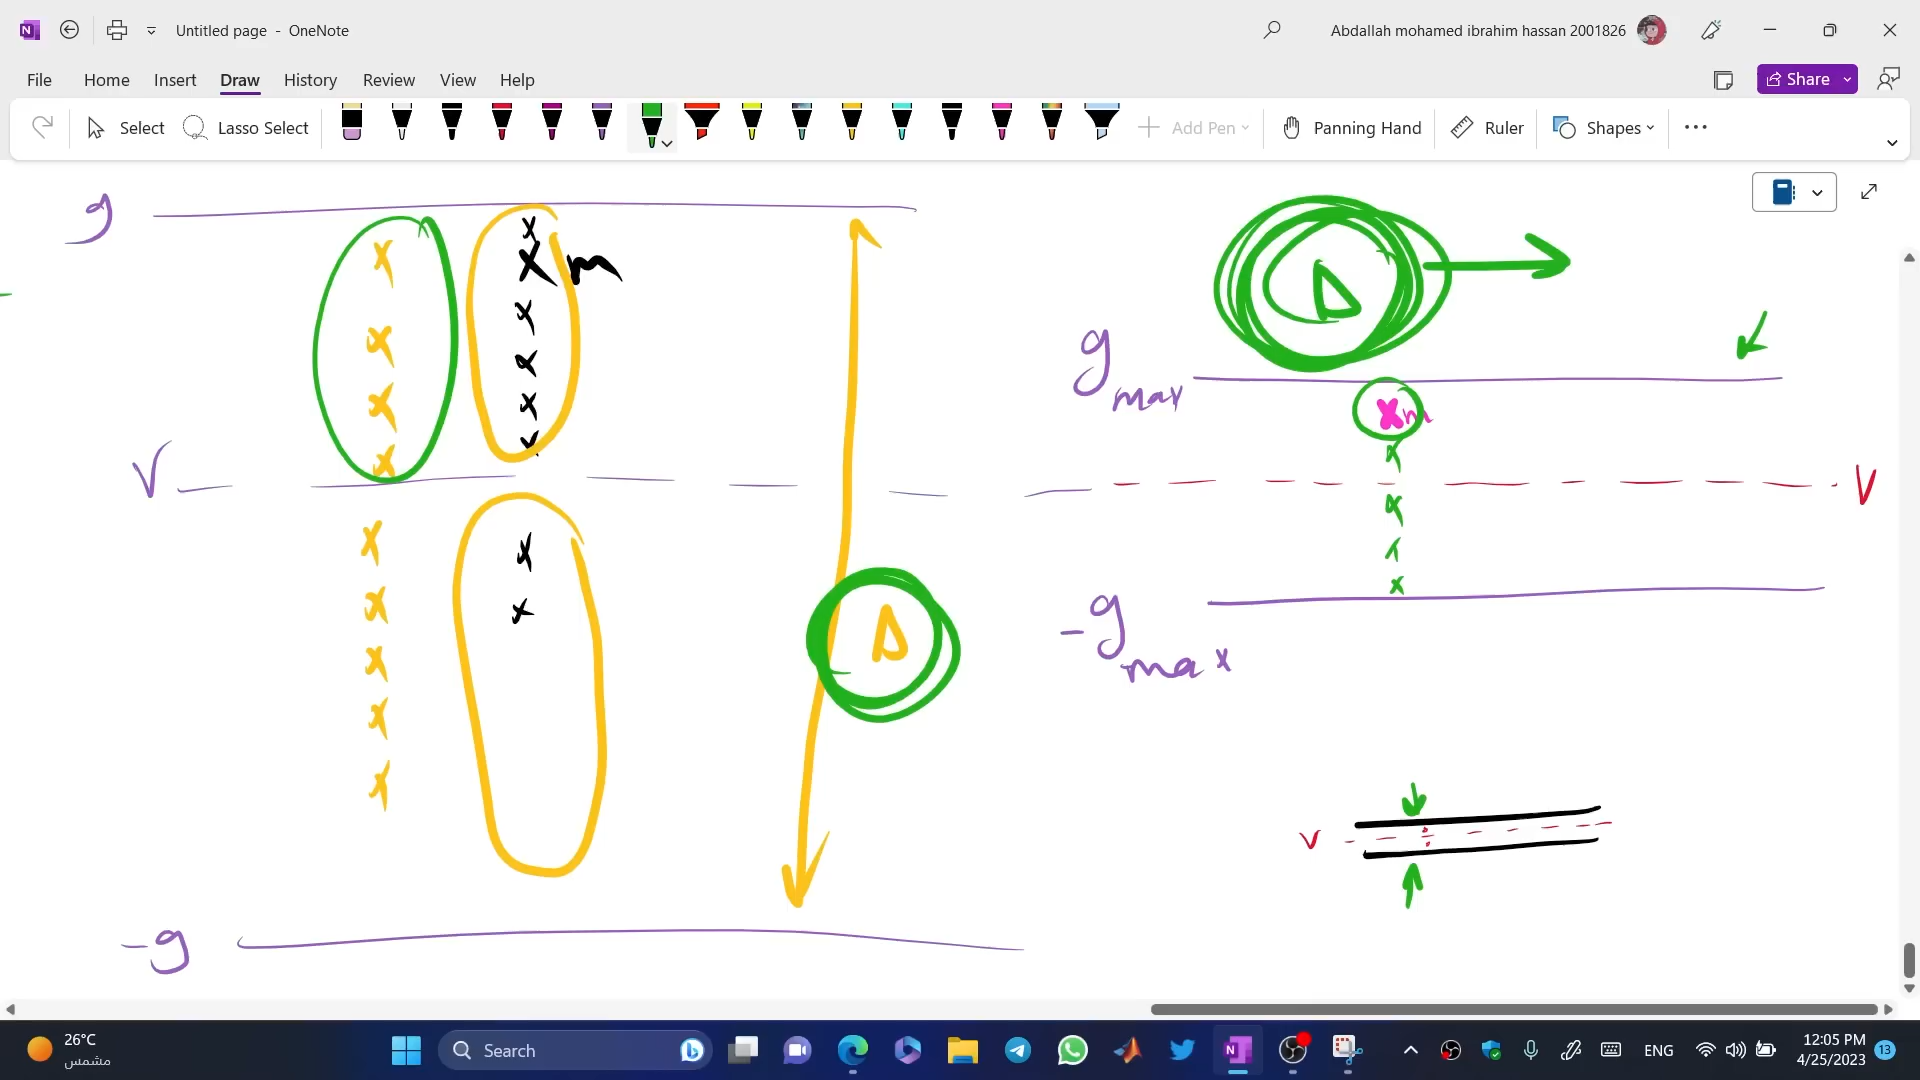 Untitled page - OneNote
Abdallah mohamed ibrahim hassan 2001826
File Home Insert Draw History Review View Help
Share
Select
Lasso Select
Add Pen
Panning Hand
Ruler
Shapes
g
x
x m
x
x
x
x
x
x
x
x
V
x
x
x
x
x
x
x
Δ
-g
Δ
g max
x m
x
V
x
x
x
-g max
v
26°C
مشمس
Search
ENG
12:05 PM
4/25/2023
13